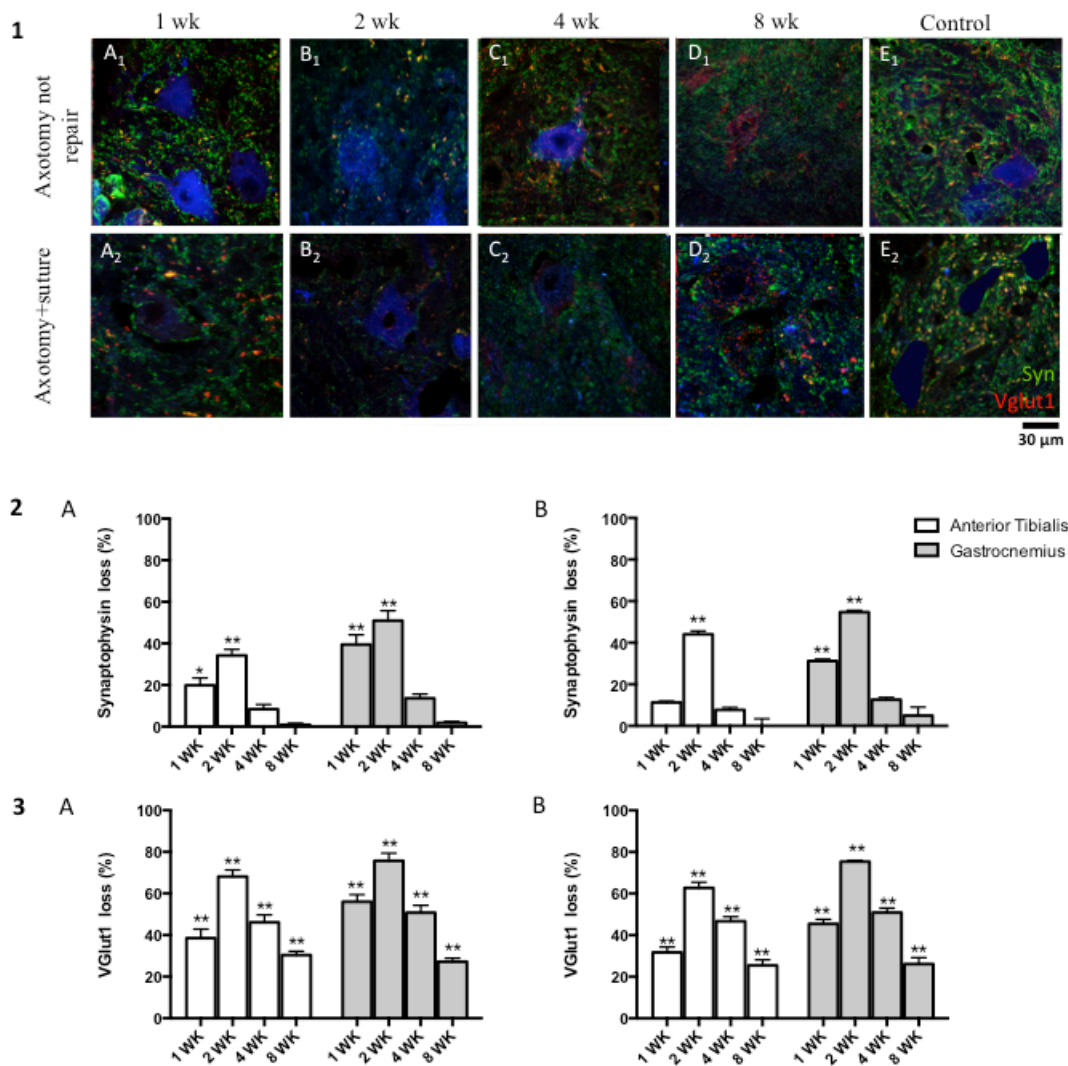 1
1 wk
2 wk
4 wk
8 wk
Control
Axotomy not
repair
A1
B1
C1
D1
E1
Axotomy+suture
A2
B2
C2
D2
E2
Syn
Vglut1
30 µm
2
A
Synaptophysin loss (%)
100
80
60
40
20
0
*
**
**
**
1 WK
2 WK
4 WK
8 WK
1 WK
2 WK
4 WK
8 WK
B
Synaptophysin loss (%)
100
80
60
40
20
0
**
**
**
1 WK
2 WK
4 WK
8 WK
1 WK
2 WK
4 WK
8 WK
Anterior Tibialis
Gastrocnemius
3
A
VGlut1 loss (%)
100
80
60
40
20
0
**
**
**
**
**
**
**
**
1 WK
2 WK
4 WK
8 WK
1 WK
2 WK
4 WK
8 WK
B
VGlut1 loss (%)
100
80
60
40
20
0
**
**
**
**
**
**
**
**
1 WK
2 WK
4 WK
8 WK
1 WK
2 WK
4 WK
8 WK